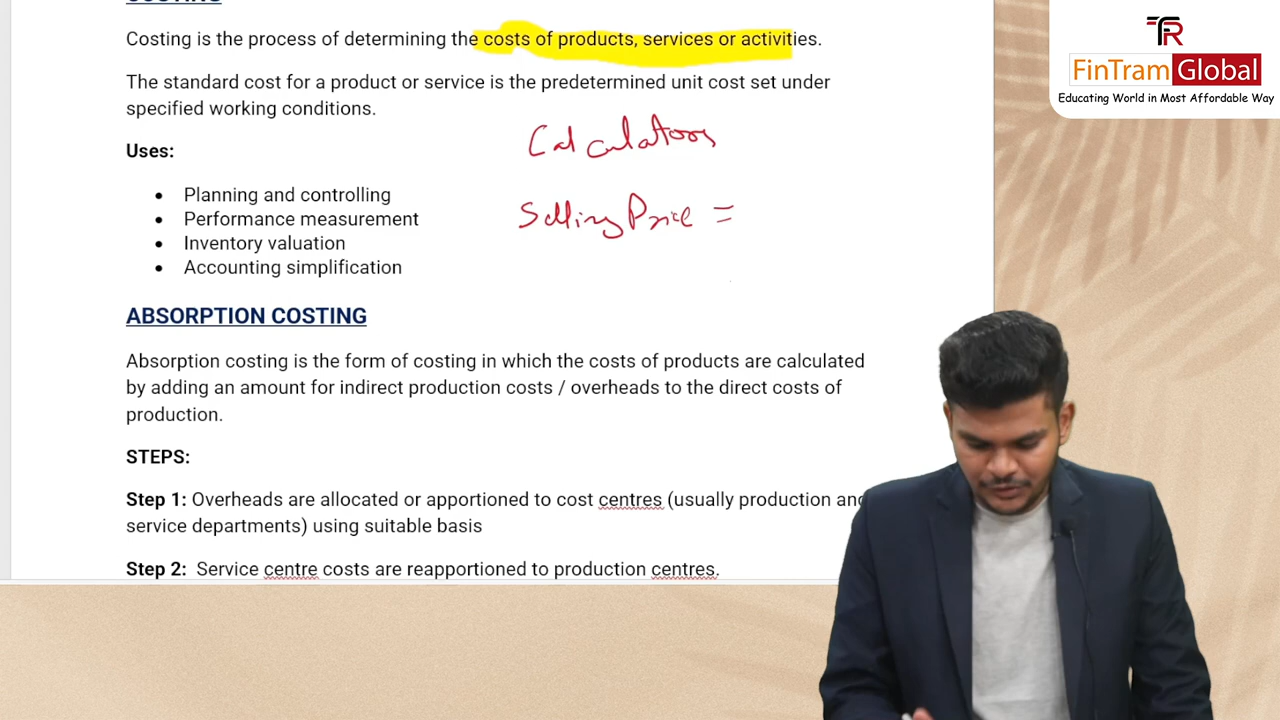 COSTING
Costing is the process of determining the costs of products, services or activities.
The standard cost for a product or service is the predetermined unit cost set under
specified working conditions.
Calculators
Uses:
Planning and controlling
Selling Price =
Performance measurement
Inventory valuation
Accounting simplification
ABSORPTION COSTING
Absorption costing is the form of costing in which the costs of products are calculated
by adding an amount for indirect production costs / overheads to the direct costs of
production.
STEPS:
Step 1: Overheads are allocated or apportioned to cost centres (usually production and
service departments) using suitable basis
Step 2: Service centre costs are reapportioned to production centres.
FR
FinTram Global
Educating World in Most Affordable Way